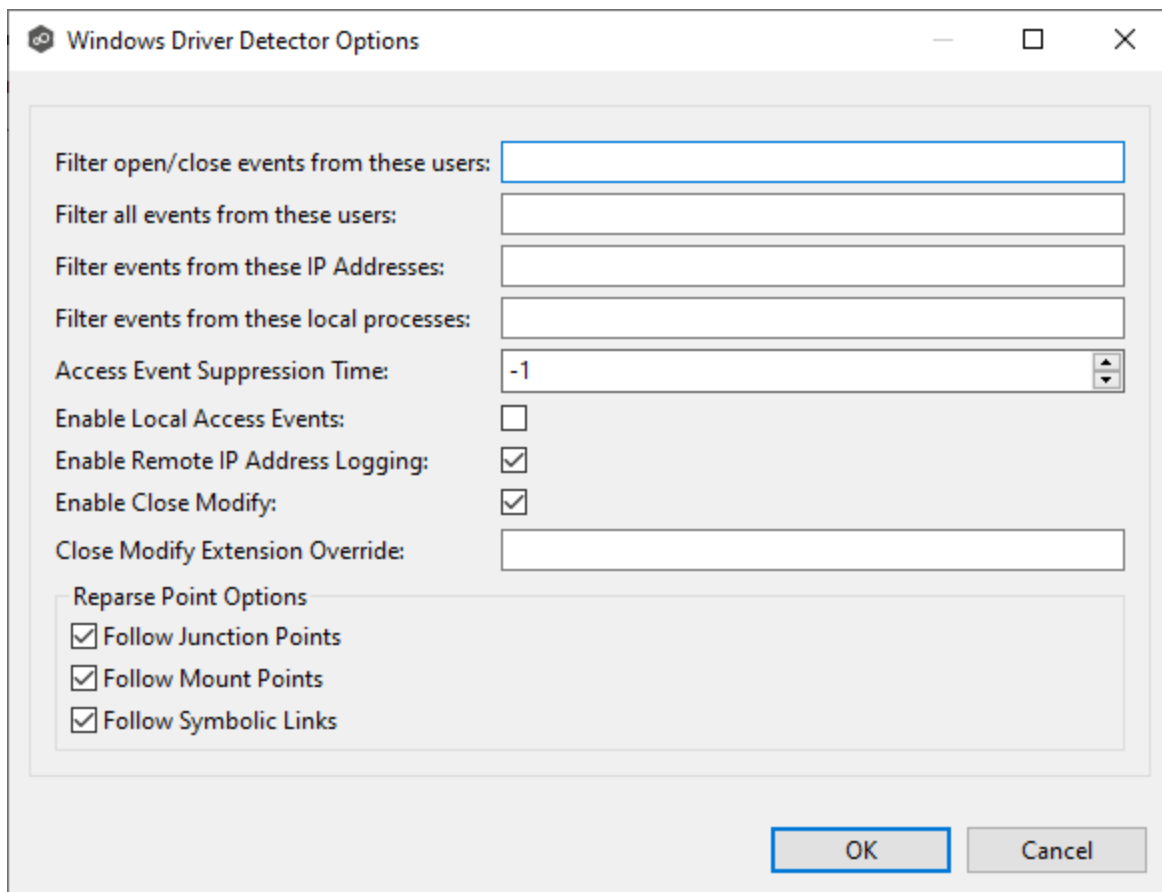 Windows Driver Detector Options
Filter open/close events from these users:
Filter all events from these users:
Filter events from these IP Addresses:
Filter events from these local processes:
Access Event Suppression Time: -1
Enable Local Access Events:
Enable Remote IP Address Logging:
Enable Close Modify:
Close Modify Extension Override:
Reparse Point Options
Follow Junction Points
Follow Mount Points
Follow Symbolic Links
OK Cancel